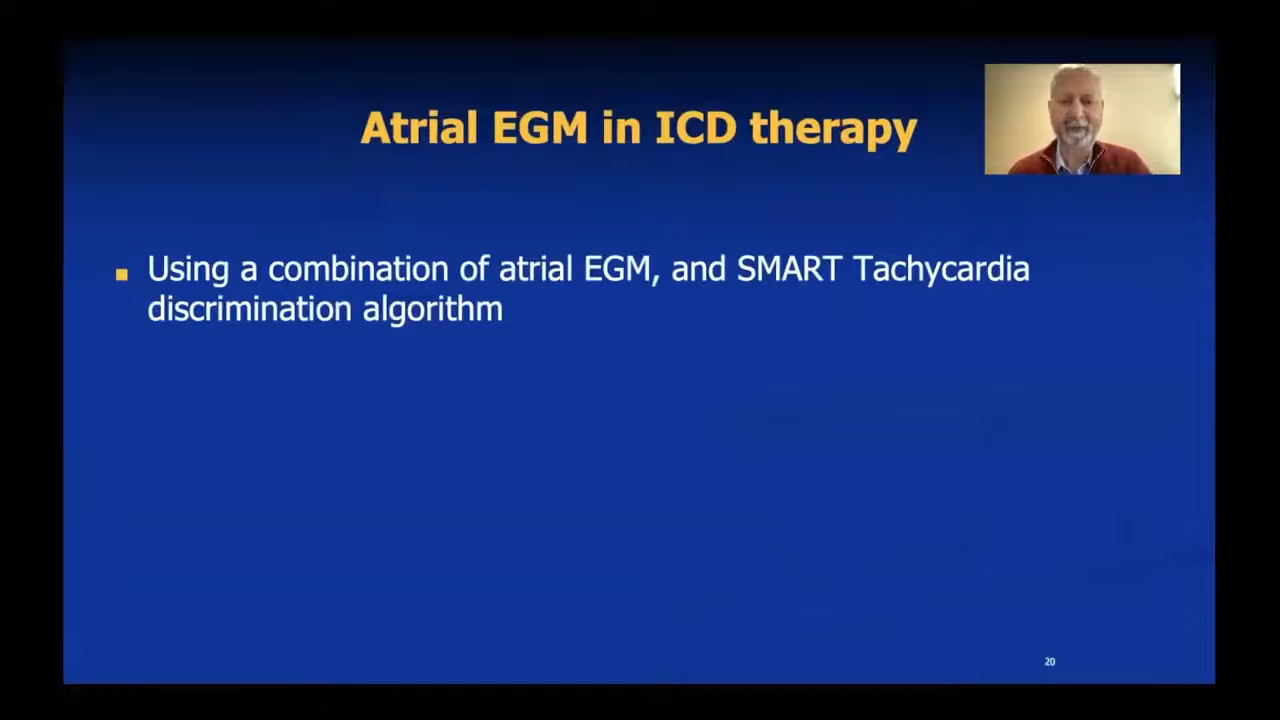 Atrial EGM in ICD therapy
Using a combination of atrial EGM, and SMART Tachycardia
discrimination algorithm
20